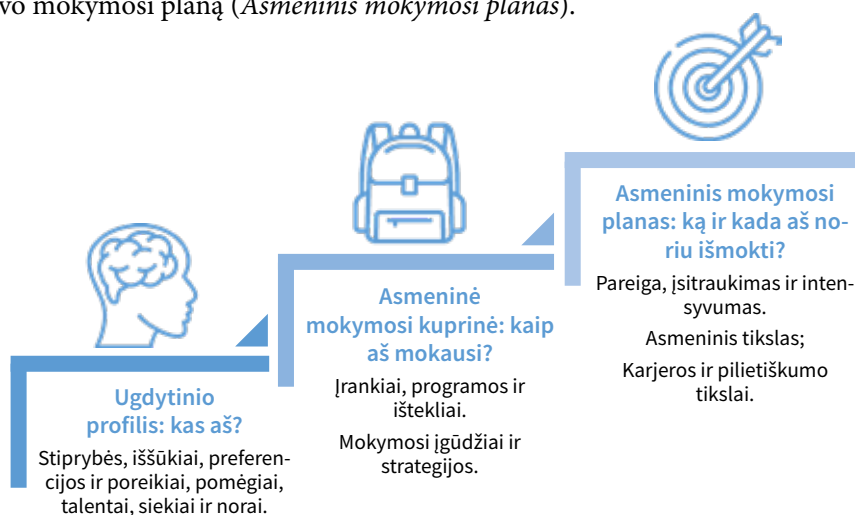 vo mokymosi planą (Asmeninis mokymosi planas).
Ugdytinio
profilis: kas aš?
Stiprybės, iššūkiai, preferen-
cijos ir poreikiai, pomėgiai,
talentai, siekiai ir norai.
Asmeninė
mokymosi kuprinė: kaip
aš mokausi?
Įrankiai, programos ir
ištekliai.
Mokymosi įgūdžiai ir
strategijos.
Asmeninis mokymosi
planas: ką ir kada aš no-
riu išmokti?
Pareiga, įsitraukimas ir inten-
syvumas.
Asmeninis tikslas;
Karjeros ir pilietiškumo
tikslai.